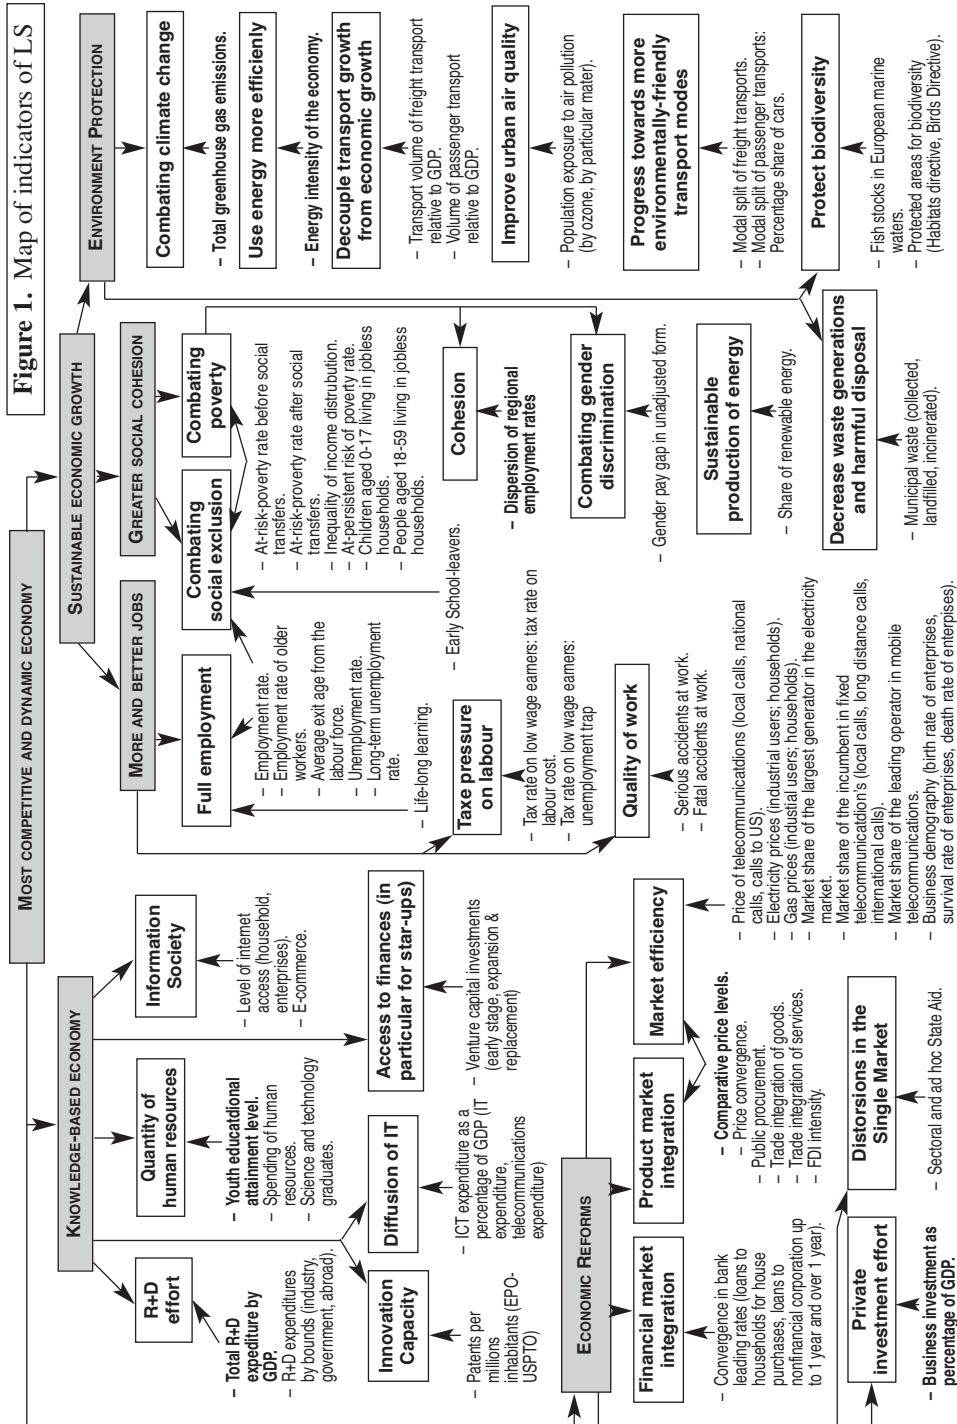 Figure 1. Map of indicators of LS
MOST COMPETITIVE AND DYNAMIC ECONOMY
KNOWLEDGE-BASED ECONOMY
R+D
effort
– Total R+D
expediture by
GDP.
– R+D expenditures
by bounds (industry,
government, abroad).
Quantity of
human resources
– Youth educational
attainment level.
– Spending of human
resources.
– Science and technology
graduates.
Information
Society
– Level of internet
access (household,
enterprises).
– E-commerce.
Innovation
Capacity
– Patents per
millions
inhabitants (EPO-
USPTO)
Diffusion of IT
– ICT expenditure as a
percentage of GDP (IT
expenditure,
telecommunications
expenditure)
Access to finances (in
particular for star-ups)
– Venture capital investments
(early stage, expansion &
replacement)
SUSTAINABLE ECONOMIC GROWTH
MORE AND BETTER JOBS
Full employment
– Employment rate.
– Employment rate of older
workers.
– Average exit age from the
labour force.
– Unemployment rate.
– Long-term unemployment
rate.
– Life-long learning.
Taxe pressure
on labour
– Tax rate on low wage earners: tax rate on
labour cost.
– Tax rate on low wage earners:
unemployment trap
Quality of work
– Serious accidents at work.
– Fatal accidents at work.
GREATER SOCIAL COHESION
Combating
social exclusion
Combating
poverty
– At-risk-poverty rate before social
transfers.
– At-risk-proverty rate after social
transfers.
– Inequality of income distrubution.
– At-persistent risk of poverty rate.
– Children aged 0-17 living in jobless
households.
– People aged 18-59 living in jobless
households.
– Early School-leavers.
Cohesion
– Dispersion of regional
employment rates
Combating gender
discrimination
– Gender pay gap in unadjusted form.
ENVIRONMENT PROTECTION
Combating climate change
– Total greenhouse gas emissions.
Use energy more efficienly
– Energy intensity of the economy.
Decouple transport growth
from economic growth
– Transport volume of freight transport
relative to GDP.
– Volume of passenger transport
relative to GDP.
Improve urban air quality
– Population exposure to air pollution
(by ozone, by particular mater).
Progress towards more
environmentally-friendly
transport modes
– Modal split of freight transports.
– Modal split of passenger transports:
Percentage share of cars.
Protect biodiversity
– Fish stocks in European marine
waters.
– Protected areas for biodiversity
(Habitats directive, Birds Directive).
Sustainable
production of energy
– Share of renewable energy.
Decrease waste generations
and harmful disposal
– Municipal waste (collected,
landfilled, incinerated).
ECONOMIC REFORMS
Financial market
integration
– Convergence in bank
leading rates (loans to
households for house
purchases, loans to
nonfinancial corporation up
to 1 year and over 1 year).
Product market
integration
Market efficiency
– Comparative price levels.
– Price convergence.
– Public procurement.
– Trade integration of goods.
– Trade integration of services.
– FDI intensity.
– Price of telecommunicatdions (local calls, national
calls, calls to US).
– Electricity prices (industrial users; households).
– Gas prices (industial users; households).
– Market share of the largest generator in the electricity
market.
– Market share of the incumbent in fixed
telecommunicatdion's (local calls, long distance calls,
international calls).
– Market share of the leading operator in mobile
telecommunications.
– Business demography (birth rate of enterprises,
survival rate of enterprises, death rate of enterpises).
Private
investment effort
– Business investment as
percentage of GDP.
Distorsions in the
Single Market
– Sectoral and ad hoc State Aid.